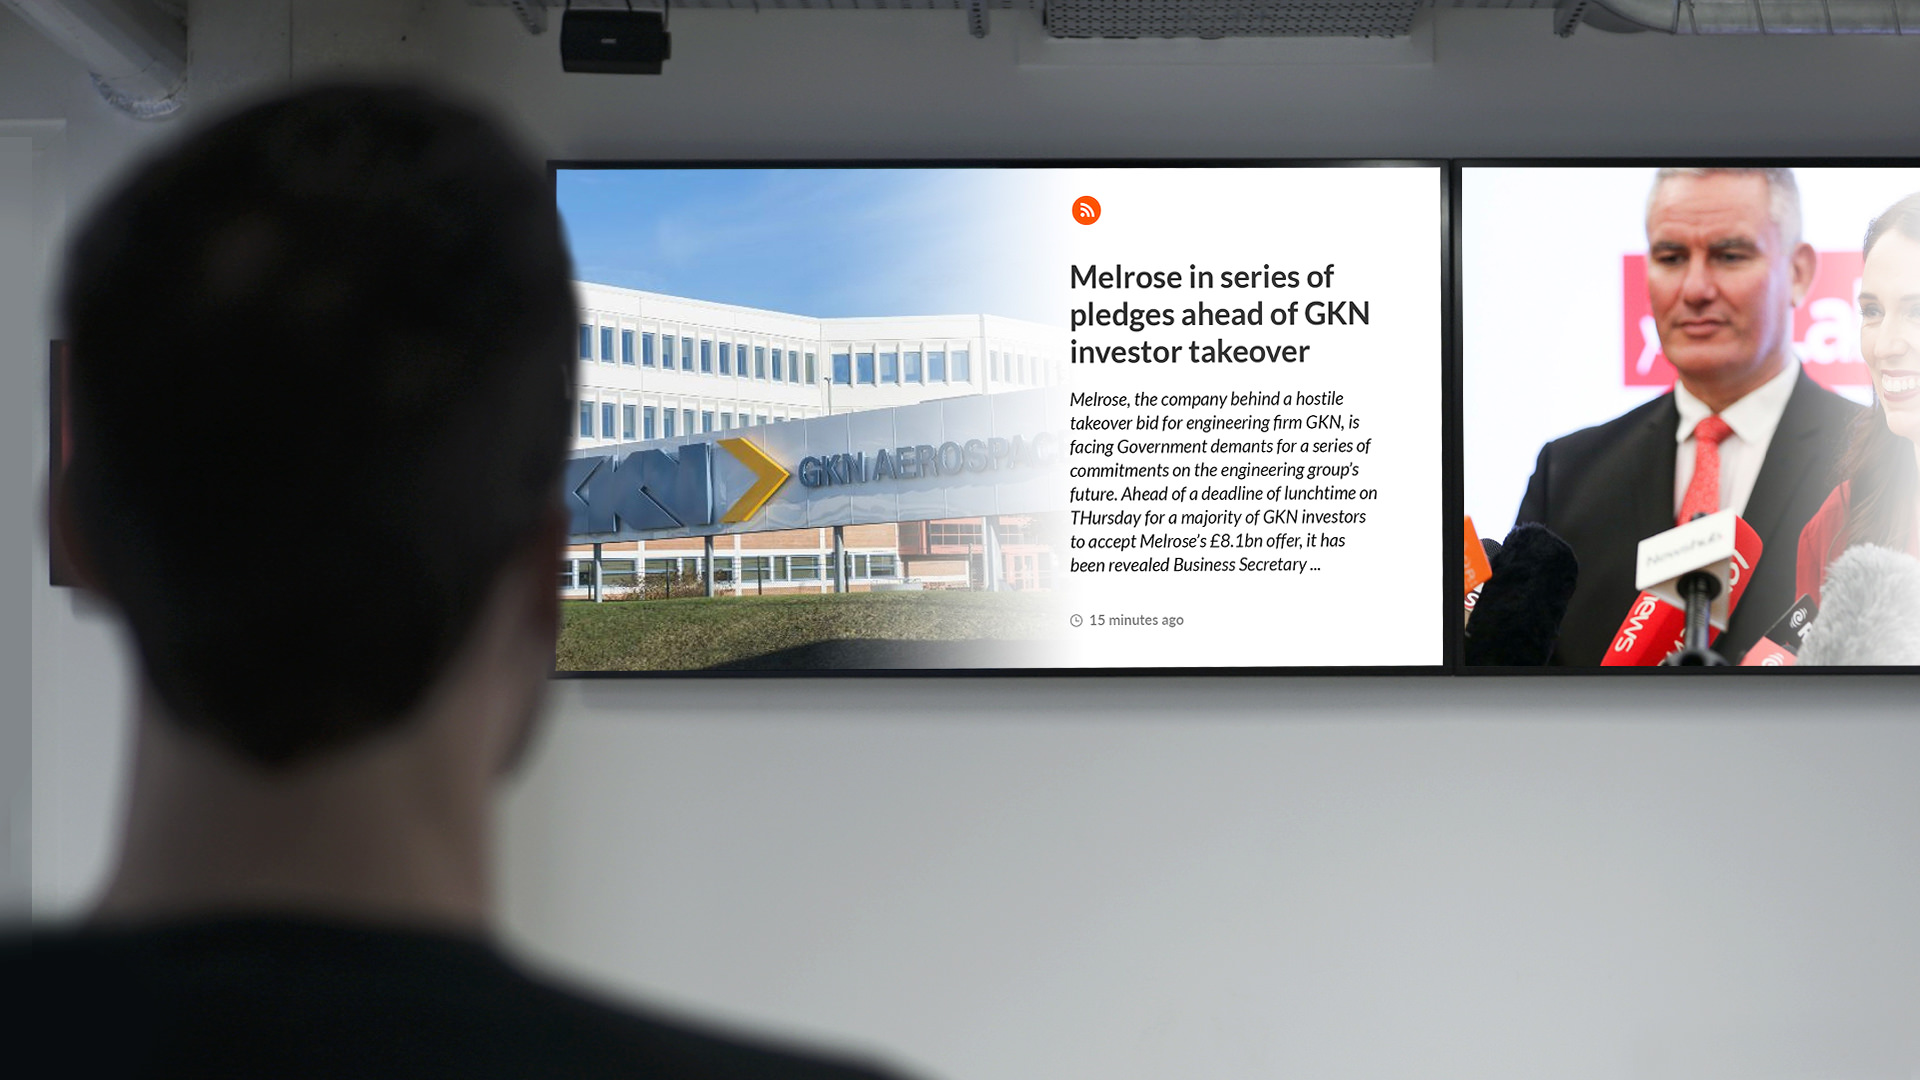 Melrose in series of
pledges ahead of GKN
investor takeover
Melrose, the company behind a hostile
takeover bid for engineering firm GKN, is
facing Government demants for a series of
commitments on the engineering group's
future. Ahead of a deadline of lunchtime on
THursday for a majority of GKN investors
to accept Melrose's £8.1bn offer, it has
been revealed Business Secretary ...
15 minutes ago
GKN AEROSPAC
Newshub
news